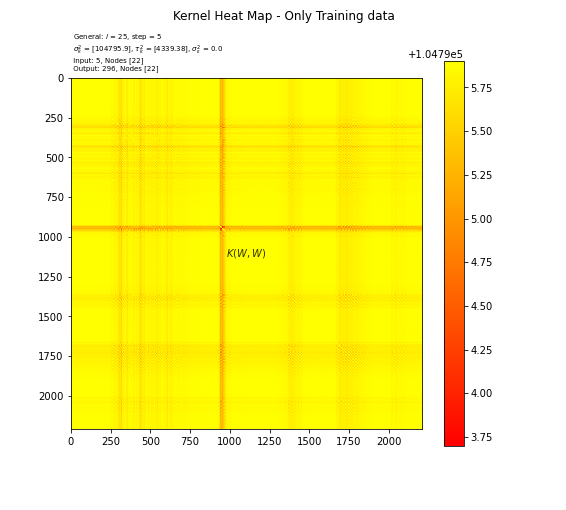 Kernel Heat Map - Only Training data
General: l = 25, step = 5
σ²_k = [104795.9], τ²_k = [4339.38], σ²_ε = 0.0
Input: 5, Nodes [22]
Output: 296, Nodes [22]
+1.0479e5
0
250
500
750
1000
1250
1500
1750
2000
K(W, W)
0 250 500 750 1000 1250 1500 1750 2000
5.75
5.50
5.25
5.00
4.75
4.50
4.25
4.00
3.75